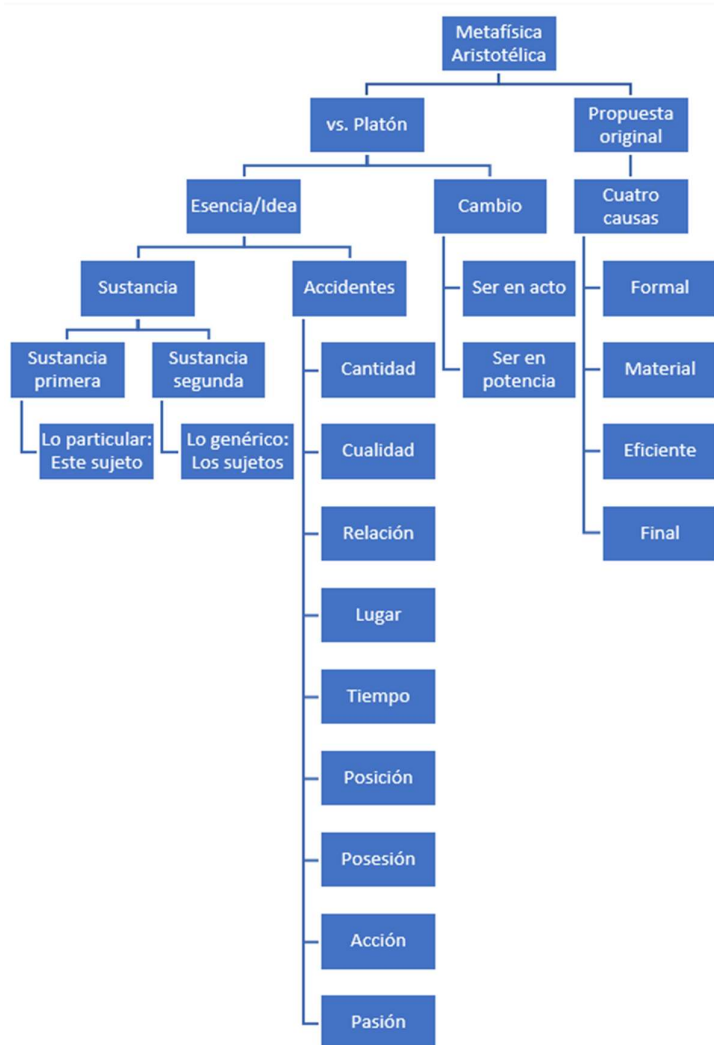 Metafísica
Aristotélica
vs. Platón
Propuesta
original
Esencia/Idea
Cambio
Cuatro
causas
Sustancia
Accidentes
Ser en acto
Formal
Sustancia
primera
Sustancia
segunda
Cantidad
Ser en
potencia
Material
Lo particular:
Este sujeto
Lo genérico:
Los sujetos
Cualidad
Eficiente
Relación
Final
Lugar
Tiempo
Posición
Posesión
Acción
Pasión